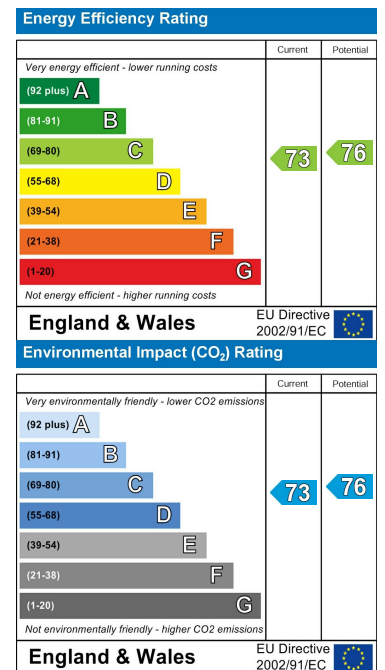 Energy Efficiency Rating
Current Potential
Very energy efficient - lower running costs
(92 plus) A
(81-91) B
(69-80) C
73 76
(55-68) D
(39-54) E
(21-38) F
(1-20) G
Not energy efficient - higher running costs
England & Wales
EU Directive
2002/91/EC
Environmental Impact (CO₂) Rating
Current Potential
Very environmentally friendly - lower CO2 emissions
(92 plus) A
(81-91) B
(69-80) C
73 76
(55-68) D
(39-54) E
(21-38) F
(1-20) G
Not environmentally friendly - higher CO2 emissions
England & Wales
EU Directive
2002/91/EC